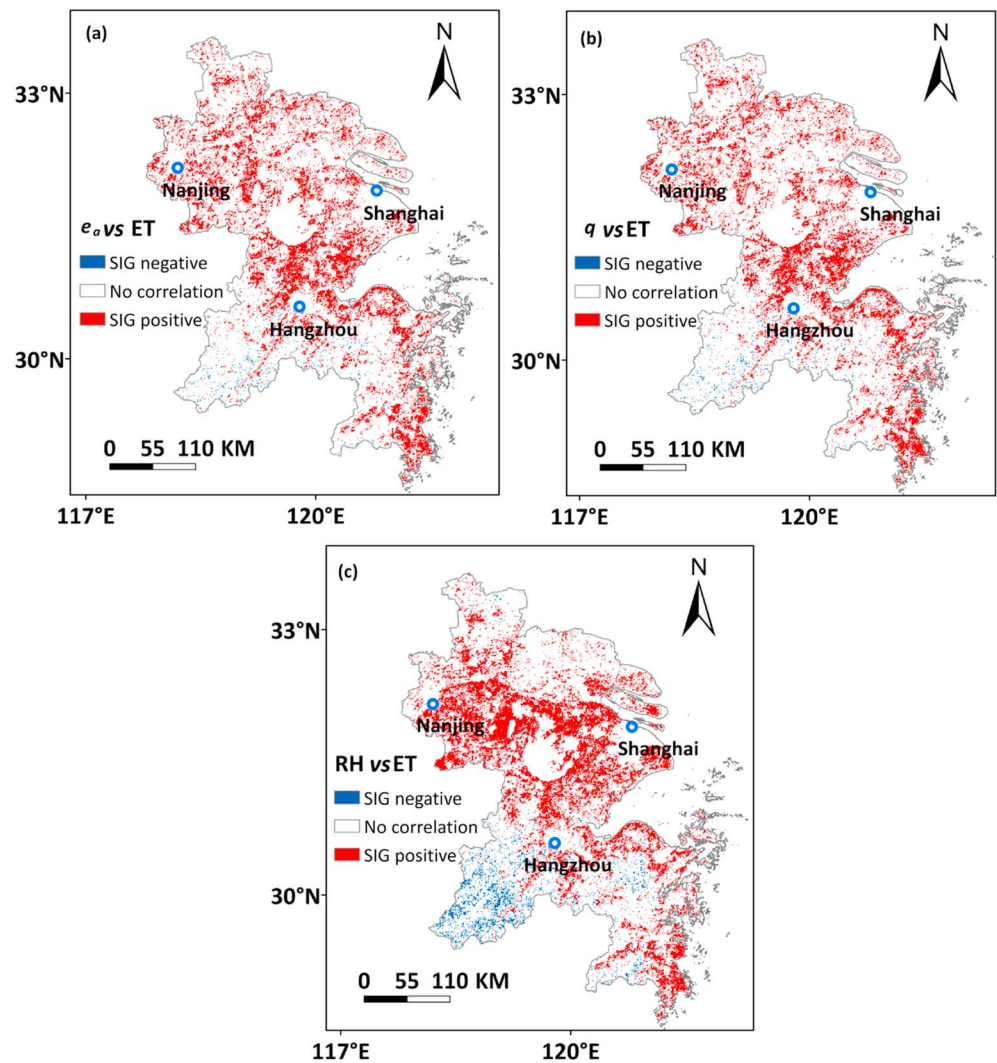 (a)
N
33°N
Nanjing
Shanghai
eₐ vs ET
SIG negative
No correlation
SIG positive
Hangzhou
30°N
0 55 110 KM
117°E 120°E
(b)
N
33°N
Nanjing
Shanghai
q vs ET
SIG negative
No correlation
SIG positive
Hangzhou
30°N
0 55 110 KM
117°E 120°E
(c)
N
33°N
Nanjing
Shanghai
RH vs ET
SIG negative
No correlation
SIG positive
Hangzhou
30°N
0 55 110 KM
117°E 120°E